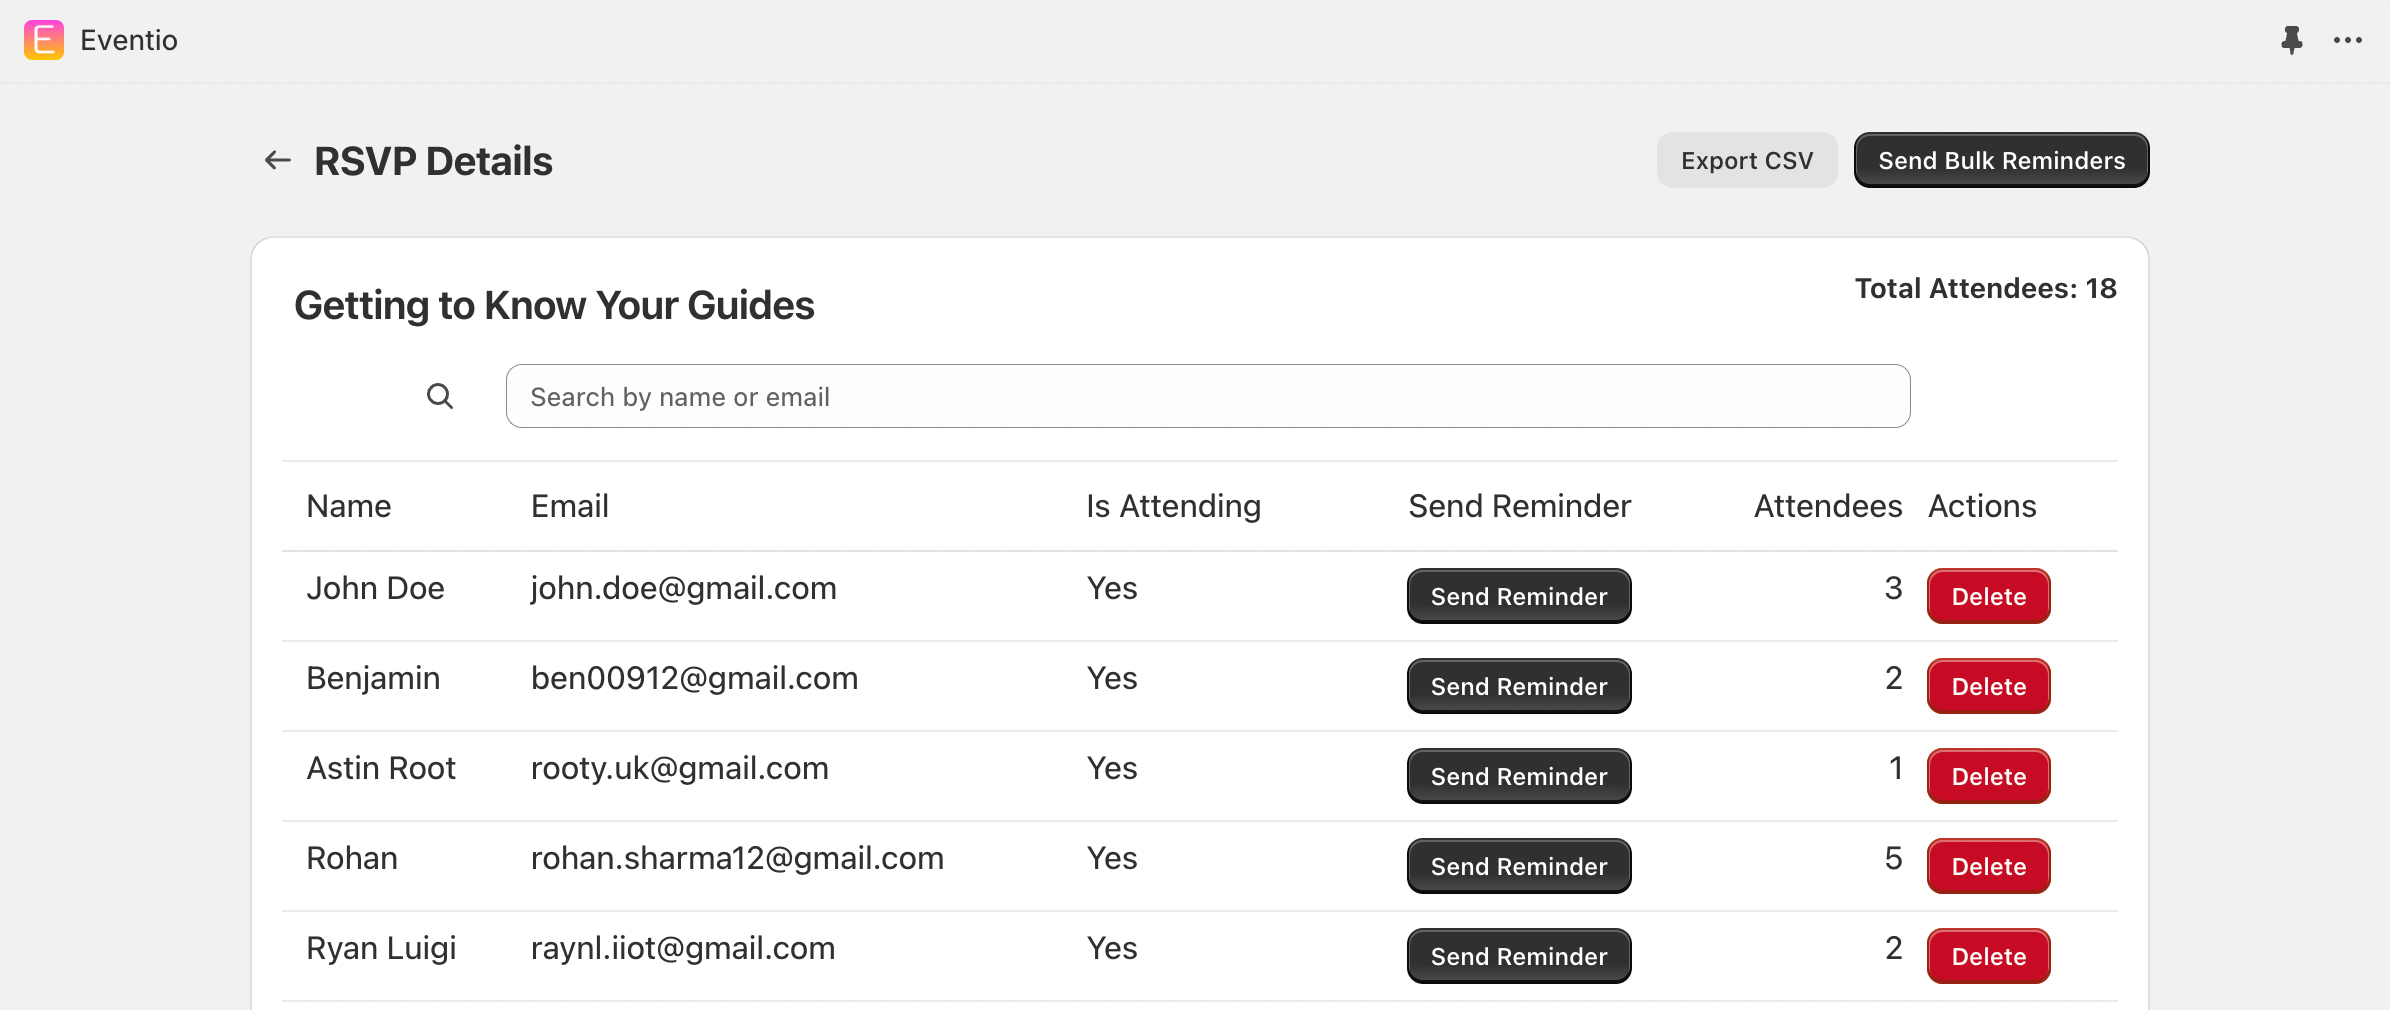 E Eventio
RSVP Details Export CSV Send Bulk Reminders
Total Attendees: 18
Getting to Know Your Guides
Search by name or email
Name Email Is Attending Send Reminder Attendees Actions
John Doe john.doe@gmail.com Yes Send Reminder 3 Delete
Benjamin ben00912@gmail.com Yes Send Reminder 2 Delete
Astin Root rooty.uk@gmail.com Yes Send Reminder 1 Delete
Rohan rohan.sharma12@gmail.com Yes Send Reminder 5 Delete
Ryan Luigi raynl.iiot@gmail.com Yes Send Reminder 2 Delete